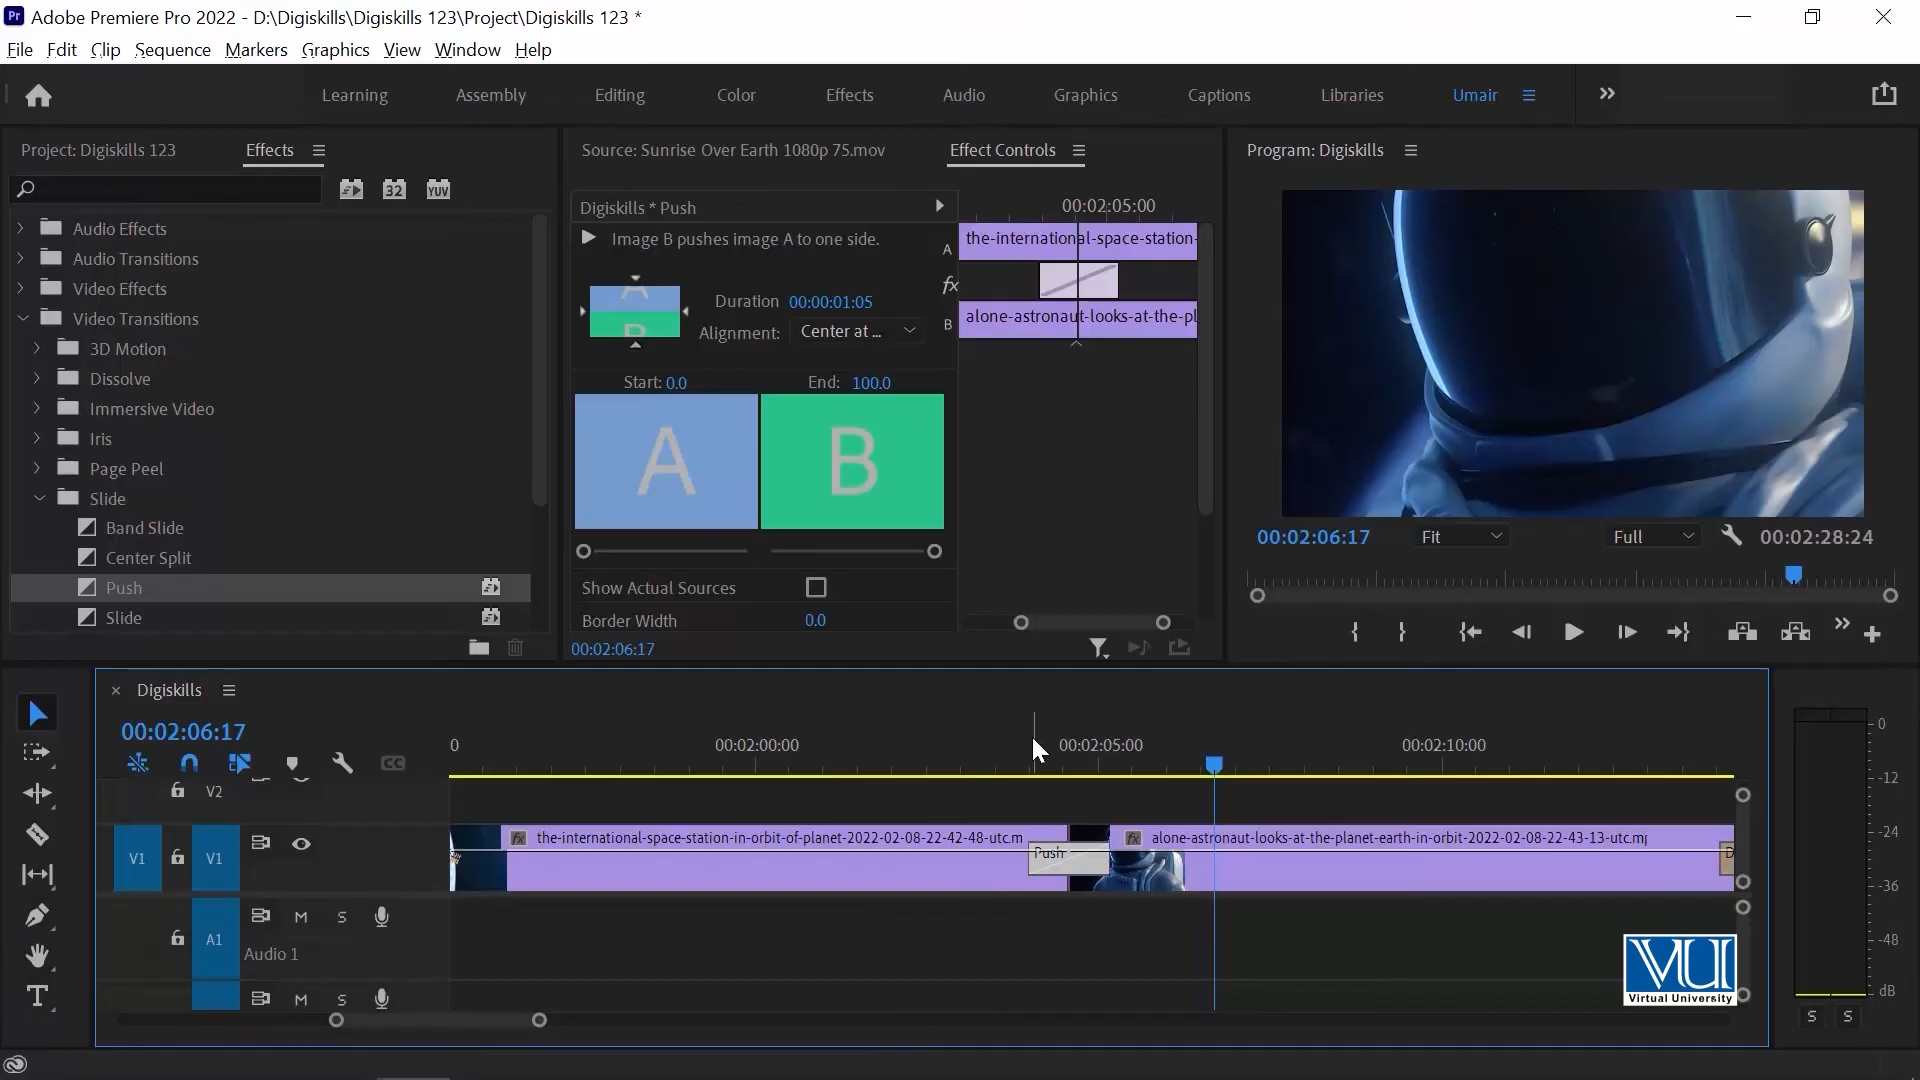 Adobe Premiere Pro 2022 - D:\Digiskills\Digiskills 123\Project\Digiskills 123 *
File Edit Clip Sequence Markers Graphics View Window Help
Learning Assembly Editing Color Effects Audio Graphics Captions Libraries Umair
Project: Digiskills 123 Effects
Source: Sunrise Over Earth 1080p 75.mov Effect Controls
Program: Digiskills
32 YUV
Audio Effects
Audio Transitions
Video Effects
Video Transitions
3D Motion
Dissolve
Immersive Video
Iris
Page Peel
Slide
Band Slide
Center Split
Push
Slide
Digiskills * Push
00:02:05:00
Image B pushes image A to one side.
A the-international-space-station-
fx
B alone-astronaut-looks-at-the-pl
A
B
Duration 00:00:01:05
Alignment: Center at ...
Start: 0.0 End: 100.0
A B
Show Actual Sources
Border Width 0.0
00:02:06:17
00:02:06:17 Fit Full 00:02:28:24
Digiskills
00:02:06:17
0 00:02:00:00 00:02:05:00 00:02:10:00
V2
V1 V1
fx the-international-space-station-in-orbit-of-planet-2022-02-08-22-42-48-utc.m
Push
fx alone-astronaut-looks-at-the-planet-earth-in-orbit-2022-02-08-22-43-13-utc.mp
D
A1 M S
Audio 1
M S
0
-12
-24
-36
-48
dB
S S
VU
Virtual University